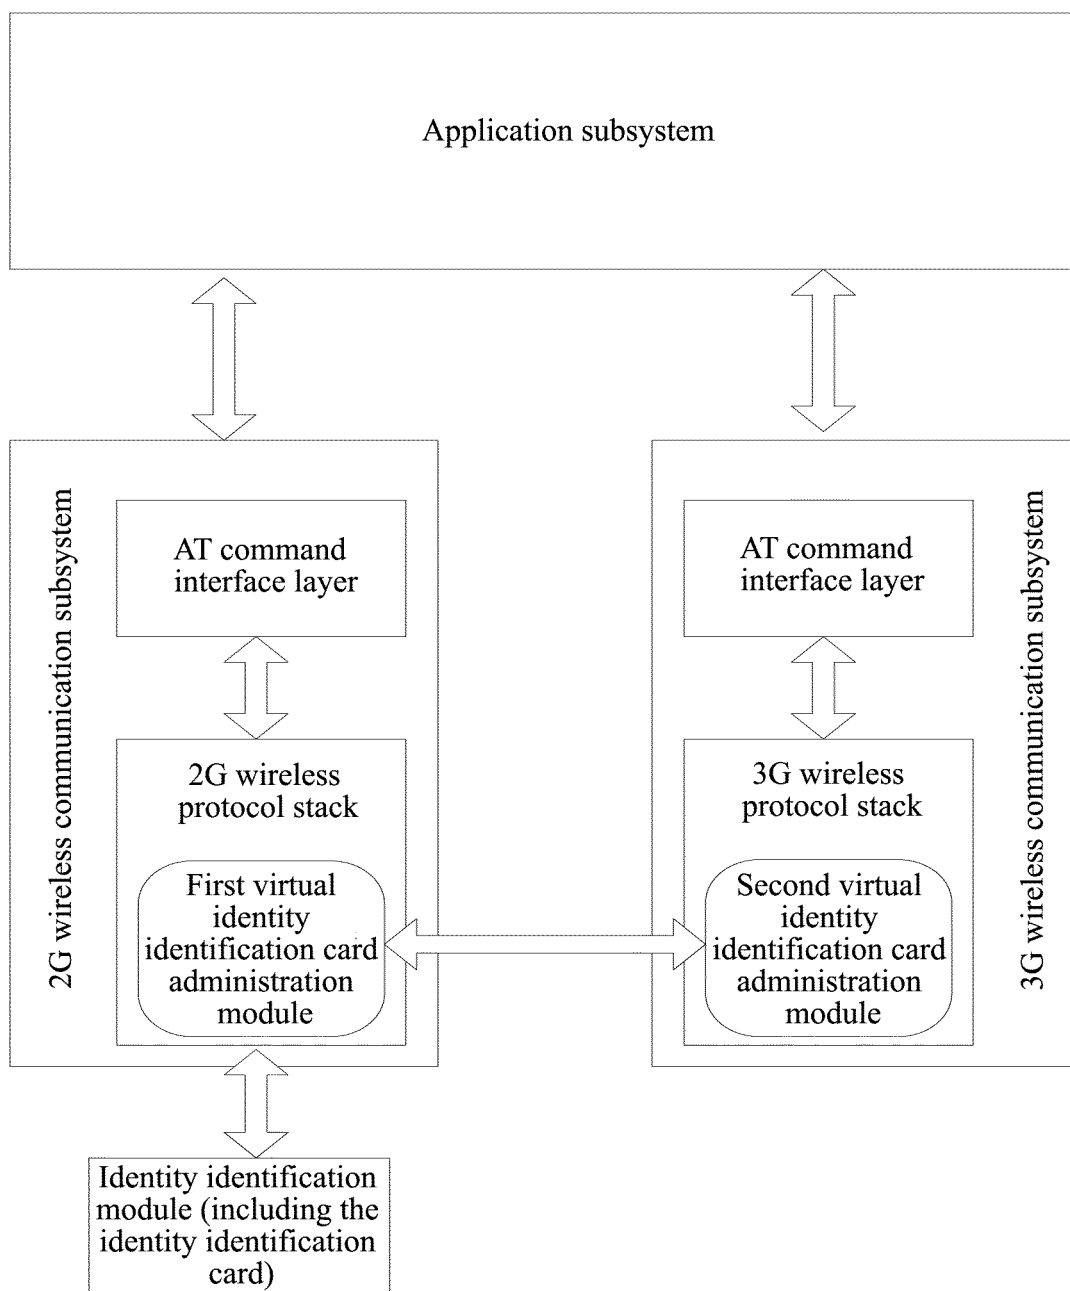 Application subsystem
2G wireless communication subsystem
AT command
interface layer
2G wireless
protocol stack
First virtual
identity
identification card
administration
module
AT command
interface layer
3G wireless
protocol stack
Second virtual
identity
identification card
administration
module
3G wireless communication subsystem
Identity identification
module (including the
identity identification
card)